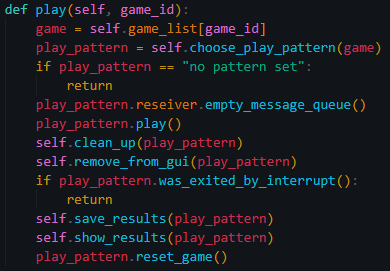 def play(self, game_id):
    game = self.game_list[game_id]
    play_pattern = self.choose_play_pattern(game)
    if play_pattern == "no pattern set":
        return
    play_pattern.reseiver.empty_message_queue()
    play_pattern.play()
    self.clean_up(play_pattern)
    self.remove_from_gui(play_pattern)
    if play_pattern.was_exited_by_interrupt():
        return
    self.save_results(play_pattern)
    self.show_results(play_pattern)
    play_pattern.reset_game()